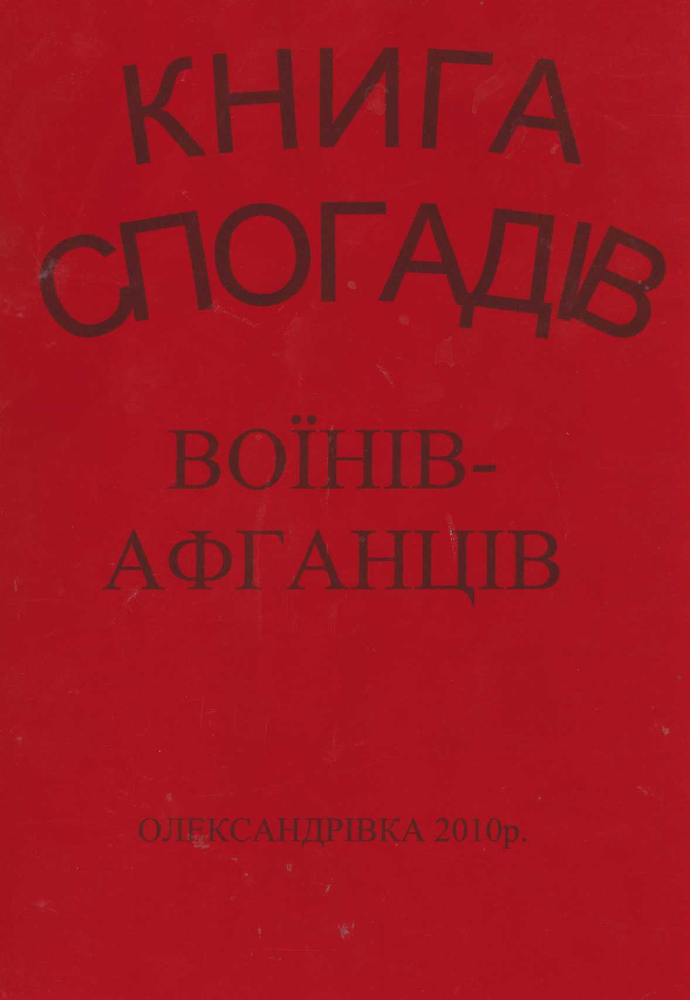 КНИГА
СПОГАДІВ
ВОЇНІВ-
АФГАНЦІВ
ОЛЕКСАНДРІВКА 2010р.